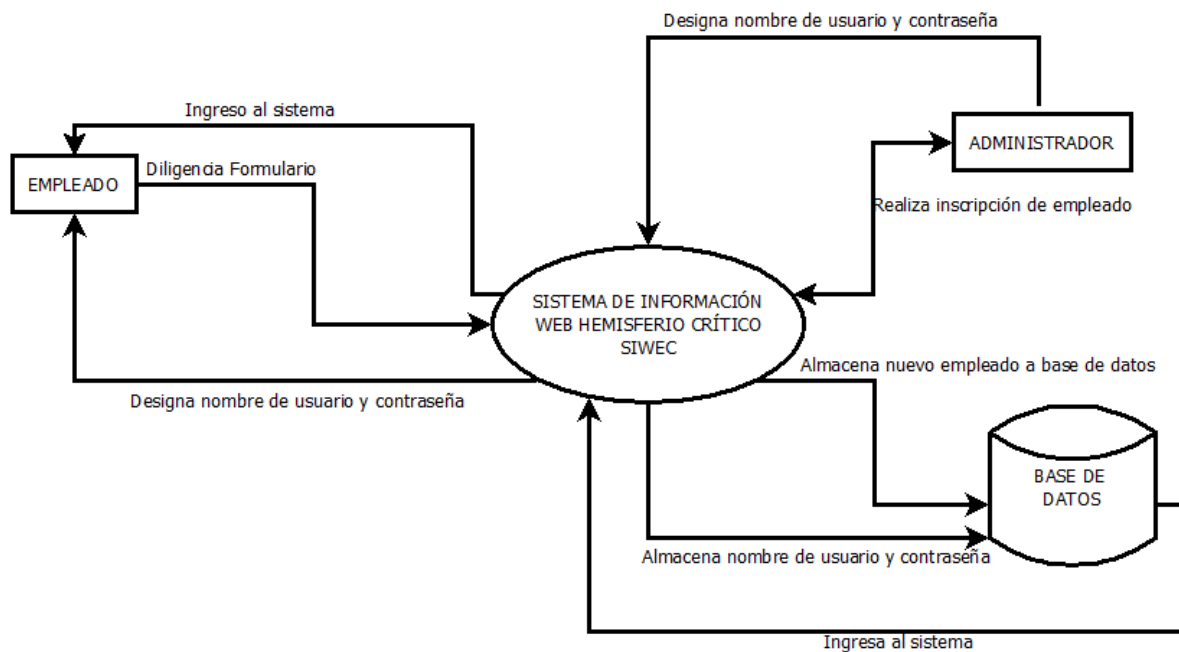 Designa nombre de usuario y contraseña
Ingreso al sistema
ADMINISTRADOR
Diligencia Formulario
EMPLEADO
Realiza inscripción de empleado
SISTEMA DE INFORMACIÓN
WEB HEMISFERIO CRÍTICO
SIWEC
Almacena nuevo empleado a base de datos
Designa nombre de usuario y contraseña
BASE DE
DATOS
Almacena nombre de usuario y contraseña
Ingresa al sistema